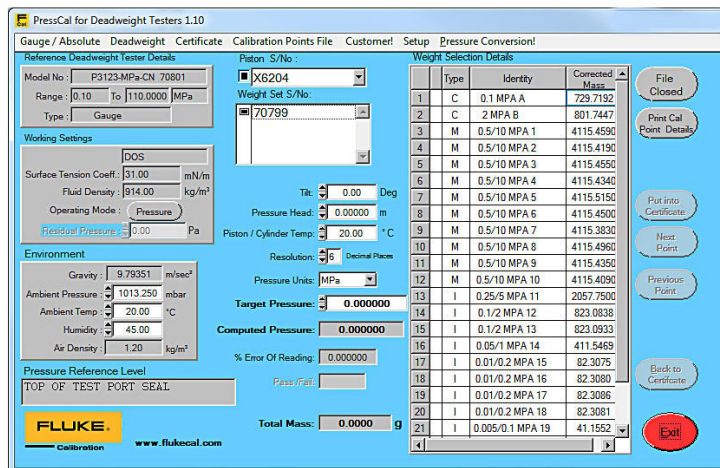 PressCal for Deadweight Testers 1.10
Gauge / Absolute Deadweight Certificate Calibration Points File Customer! Setup Pressure Conversion!
Reference Deadweight Tester Details
Model No : P3123-MPa-CN 70801
Range : 0.10 To 110.0000 MPa
Type : Gauge
Working Settings
DOS
Surface Tension Coeff.: 31.00 mN/m
Fluid Density : 914.00 kg/m³
Operating Mode : Pressure
Residual Pressure : 0.00 Pa
Environment
Gravity : 9.79351 m/sec²
Ambient Pressure : 1013.250 mbar
Ambient Temp : 20.00 °C
Humidity : 45.00
Air Density : 1.20 kg/m³
Pressure Reference Level
TOP OF TEST PORT SEAL
FLUKE.
Calibration
www.flukecal.com
Piston S/No :
X6204
Weight Set S/No:
70799
Tilt: 0.00 Deg
Pressure Head: 0.00000 m
Piston / Cylinder Temp: 20.00 °C
Resolution: 6 Decimal Places
Pressure Units: MPa
Target Pressure: 0.000000
Computed Pressure: 0.000000
% Error Of Reading: 0.000000
Pass /Fail:
Total Mass: 0.0000 g
Weight Selection Details
Type Identity Corrected Mass
1 C 0.1 MPA A 729.7192
2 C 2 MPA B 801.7447
3 M 0.5/10 MPA 1 4115.4590
4 M 0.5/10 MPA 2 4115.4190
5 M 0.5/10 MPA 3 4115.4550
6 M 0.5/10 MPA 4 4115.4340
7 M 0.5/10 MPA 5 4115.5150
8 M 0.5/10 MPA 6 4115.4500
9 M 0.5/10 MPA 7 4115.3830
10 M 0.5/10 MPA 8 4115.4960
11 M 0.5/10 MPA 9 4115.4350
12 M 0.5/10 MPA 10 4115.4090
13 I 0.25/5 MPA 11 2057.7500
14 I 0.1/2 MPA 12 823.0838
15 I 0.1/2 MPA 13 823.0933
16 I 0.05/1 MPA 14 411.5469
17 I 0.01/0.2 MPA 15 82.3075
18 I 0.01/0.2 MPA 16 82.3080
19 I 0.01/0.2 MPA 17 82.3086
20 I 0.01/0.2 MPA 18 82.3081
21 I 0.005/0.1 MPA 19 41.1552
File Closed
Print Cal Point Details
Put into Certificate
Next Point
Previous Point
Back to Certifcate
Exit